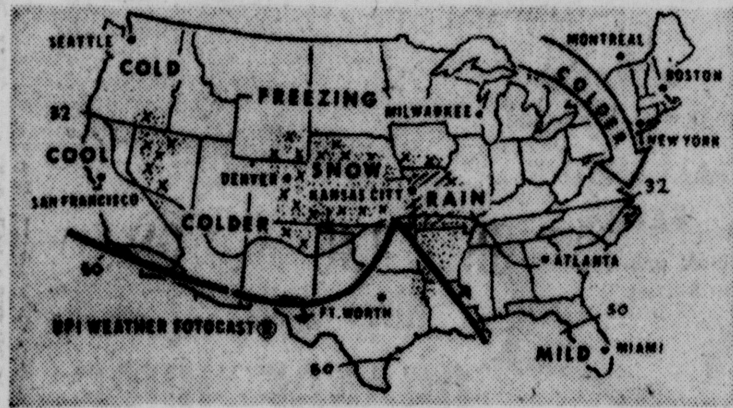 SEATTLE
MONTREAL
COLD
COLDER
BOSTON
FREEZING
MILWAUKEE
32
NEW YORK
COOL
DENVER
SNOW
KANSAS CITY
RAIN
32
SAN FRANCISCO
COLDER
ATLANTA
60
FT. WORTH
50
UPI WEATHER FOTOCAST ®
MILD
MIAMI
60